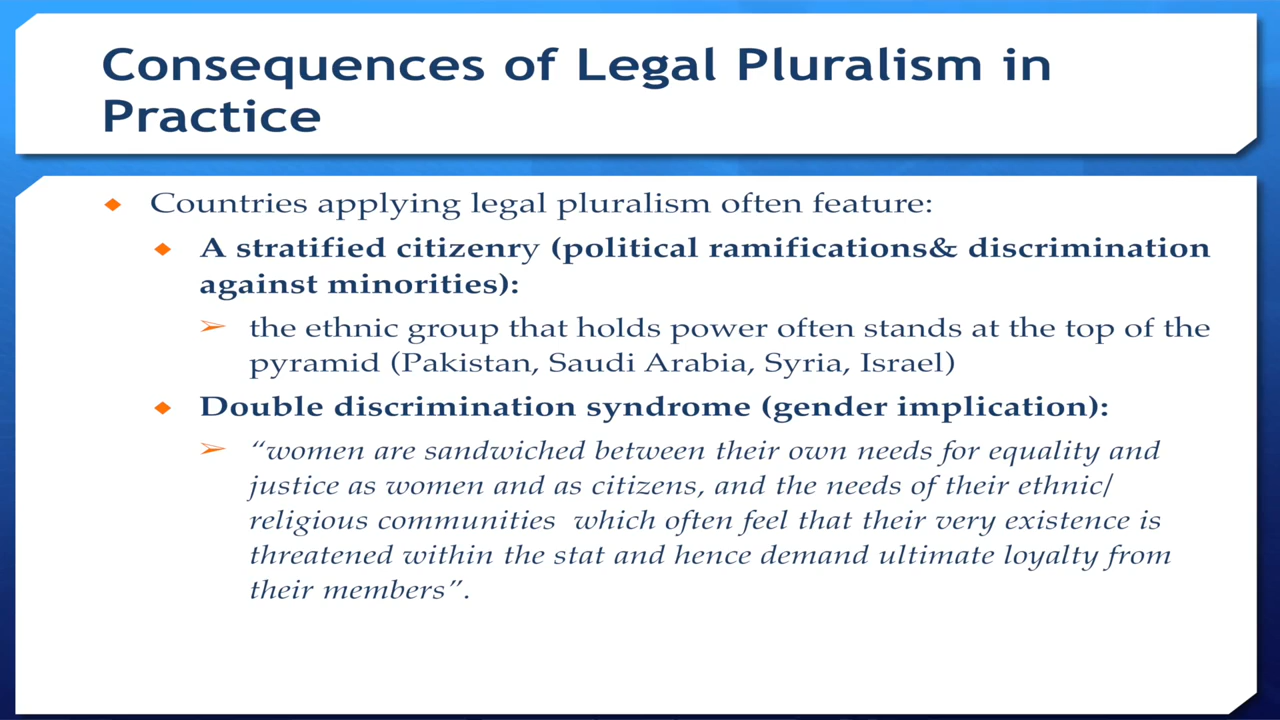 Consequences of Legal Pluralism in
Practice
Countries applying legal pluralism often feature:
A stratified citizenry (political ramifications& discrimination
against minorities):
the ethnic group that holds power often stands at the top of the
pyramid (Pakistan, Saudi Arabia, Syria, Israel)
Double discrimination syndrome (gender implication):
“women are sandwiched between their own needs for equality and
justice as women and as citizens, and the needs of their ethnic/
religious communities which often feel that their very existence is
threatened within the stat and hence demand ultimate loyalty from
their members”.